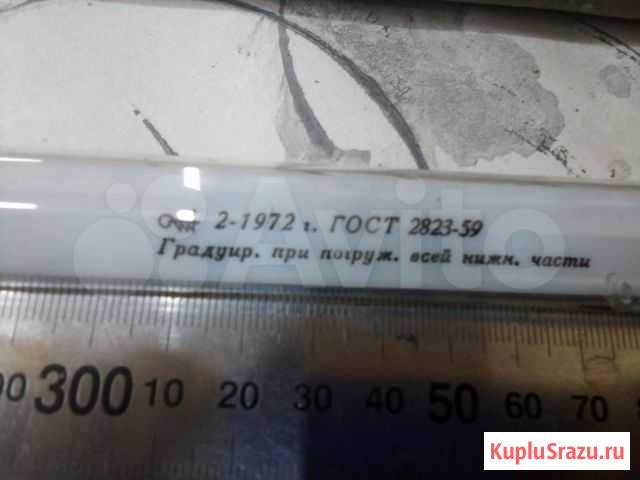 Avito
2-1972 г. ГОСТ 2823-59
Градуир. при погруж. всей нижн. части
300 10 20 30 40 50 60 70
KupluSrazu.ru